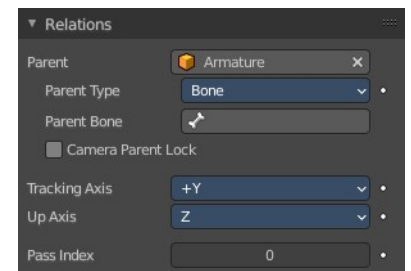 Relations
Parent Armature
Parent Type Bone
Parent Bone
Camera Parent Lock
Tracking Axis +Y
Up Axis Z
Pass Index 0